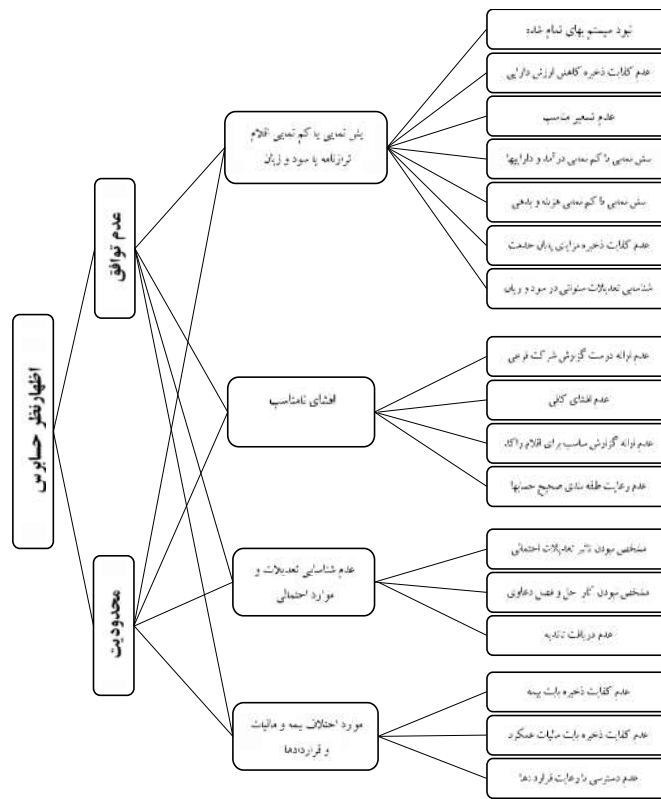 اظهارنظر حسابرس
عدم توافق
محدودیت
بیش نمایی یا کم نمایی اقلام
ترازنامه یا سود و زیان
افشای نامناسب
عدم شناسایی تعدیلات و
موارد احتمالی
موارد اختلاف بیمه و مالیات
و قراردادها
نبود سیستم بهای تمام شده
عدم کفایت ذخیره کاهش ارزش دارایی
عدم تسعیر مناسب
بیش نمایی یا کم نمایی درآمد و داراییها
بیش نمایی یا کم نمایی هزینه و بدهی
عدم کفایت ذخیره مزایای پایان خدمت
شناسایی تعدیلات سنواتی در سود و زیان
عدم ارائه درست گزارش شرکت فرعی
عدم افشای کافی
عدم ارائه گزارش مناسب برای اقلام راکد
عدم رعایت طبقه بندی صحیح حسابها
مشخص نبودن تاثیر تعدیلات احتمالی
مشخص نبودن آثار حل و فصل دعاوی
عدم دریافت تائدیه
عدم کفایت ذخیره بابت بیمه
عدم کفایت ذخیره بابت مالیات عملکرد
عدم دسترسی یا رعایت قراردادها